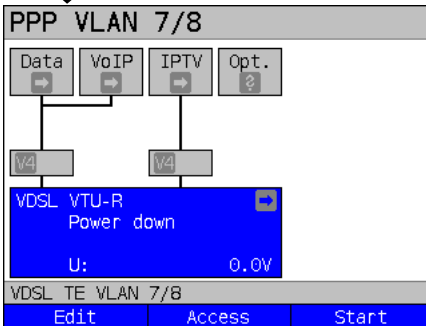 PPP VLAN 7/8
Data VoIP IPTV Opt.
?
V4 V4
VDSL VTU-R
Power down
U: 0.0V
VDSL TE VLAN 7/8
Edit Access Start